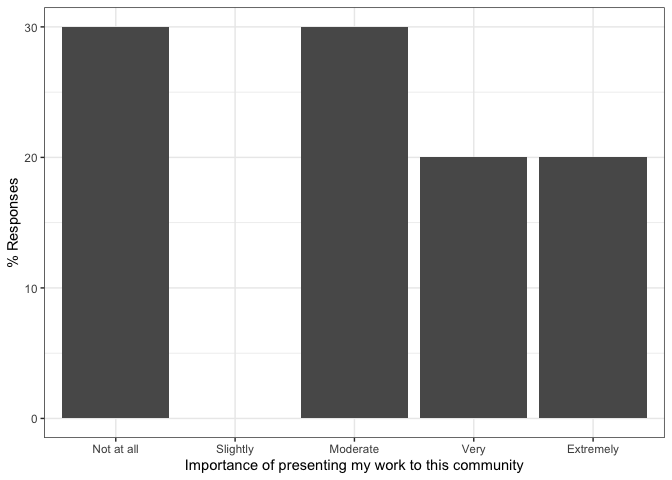 % Responses
30
20
10
0
Not at all
Slightly
Moderate
Very
Extremely
Importance of presenting my work to this community